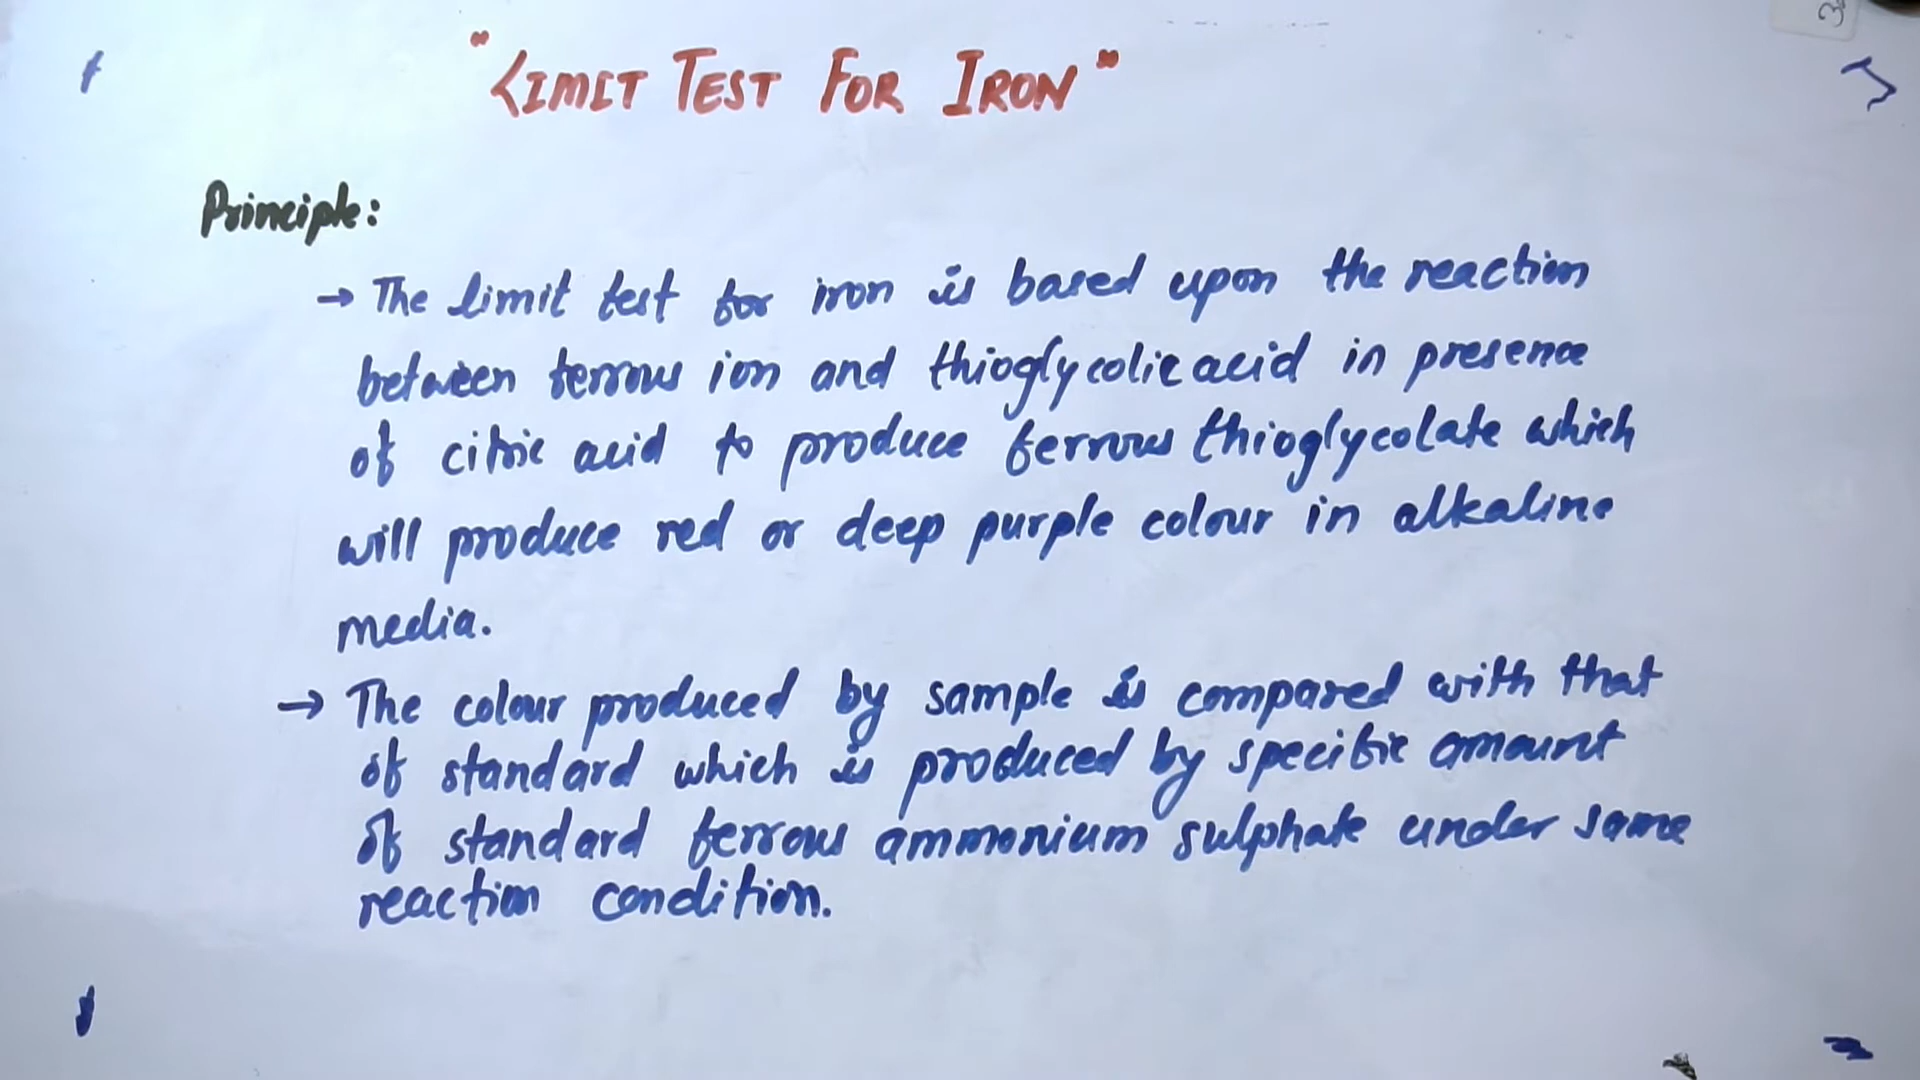 "LIMIT TEST FOR IRON"
Principle:
→ The limit test for iron is based upon the reaction
between ferrous ion and thioglycolic acid in presence
of citric acid to produce ferrous thioglycolate which
will produce red or deep purple colour in alkaline
media.
→ The colour produced by sample is compared with that
of standard which is produced by specific amount
of standard ferrous ammonium sulphate under same
reaction condition.